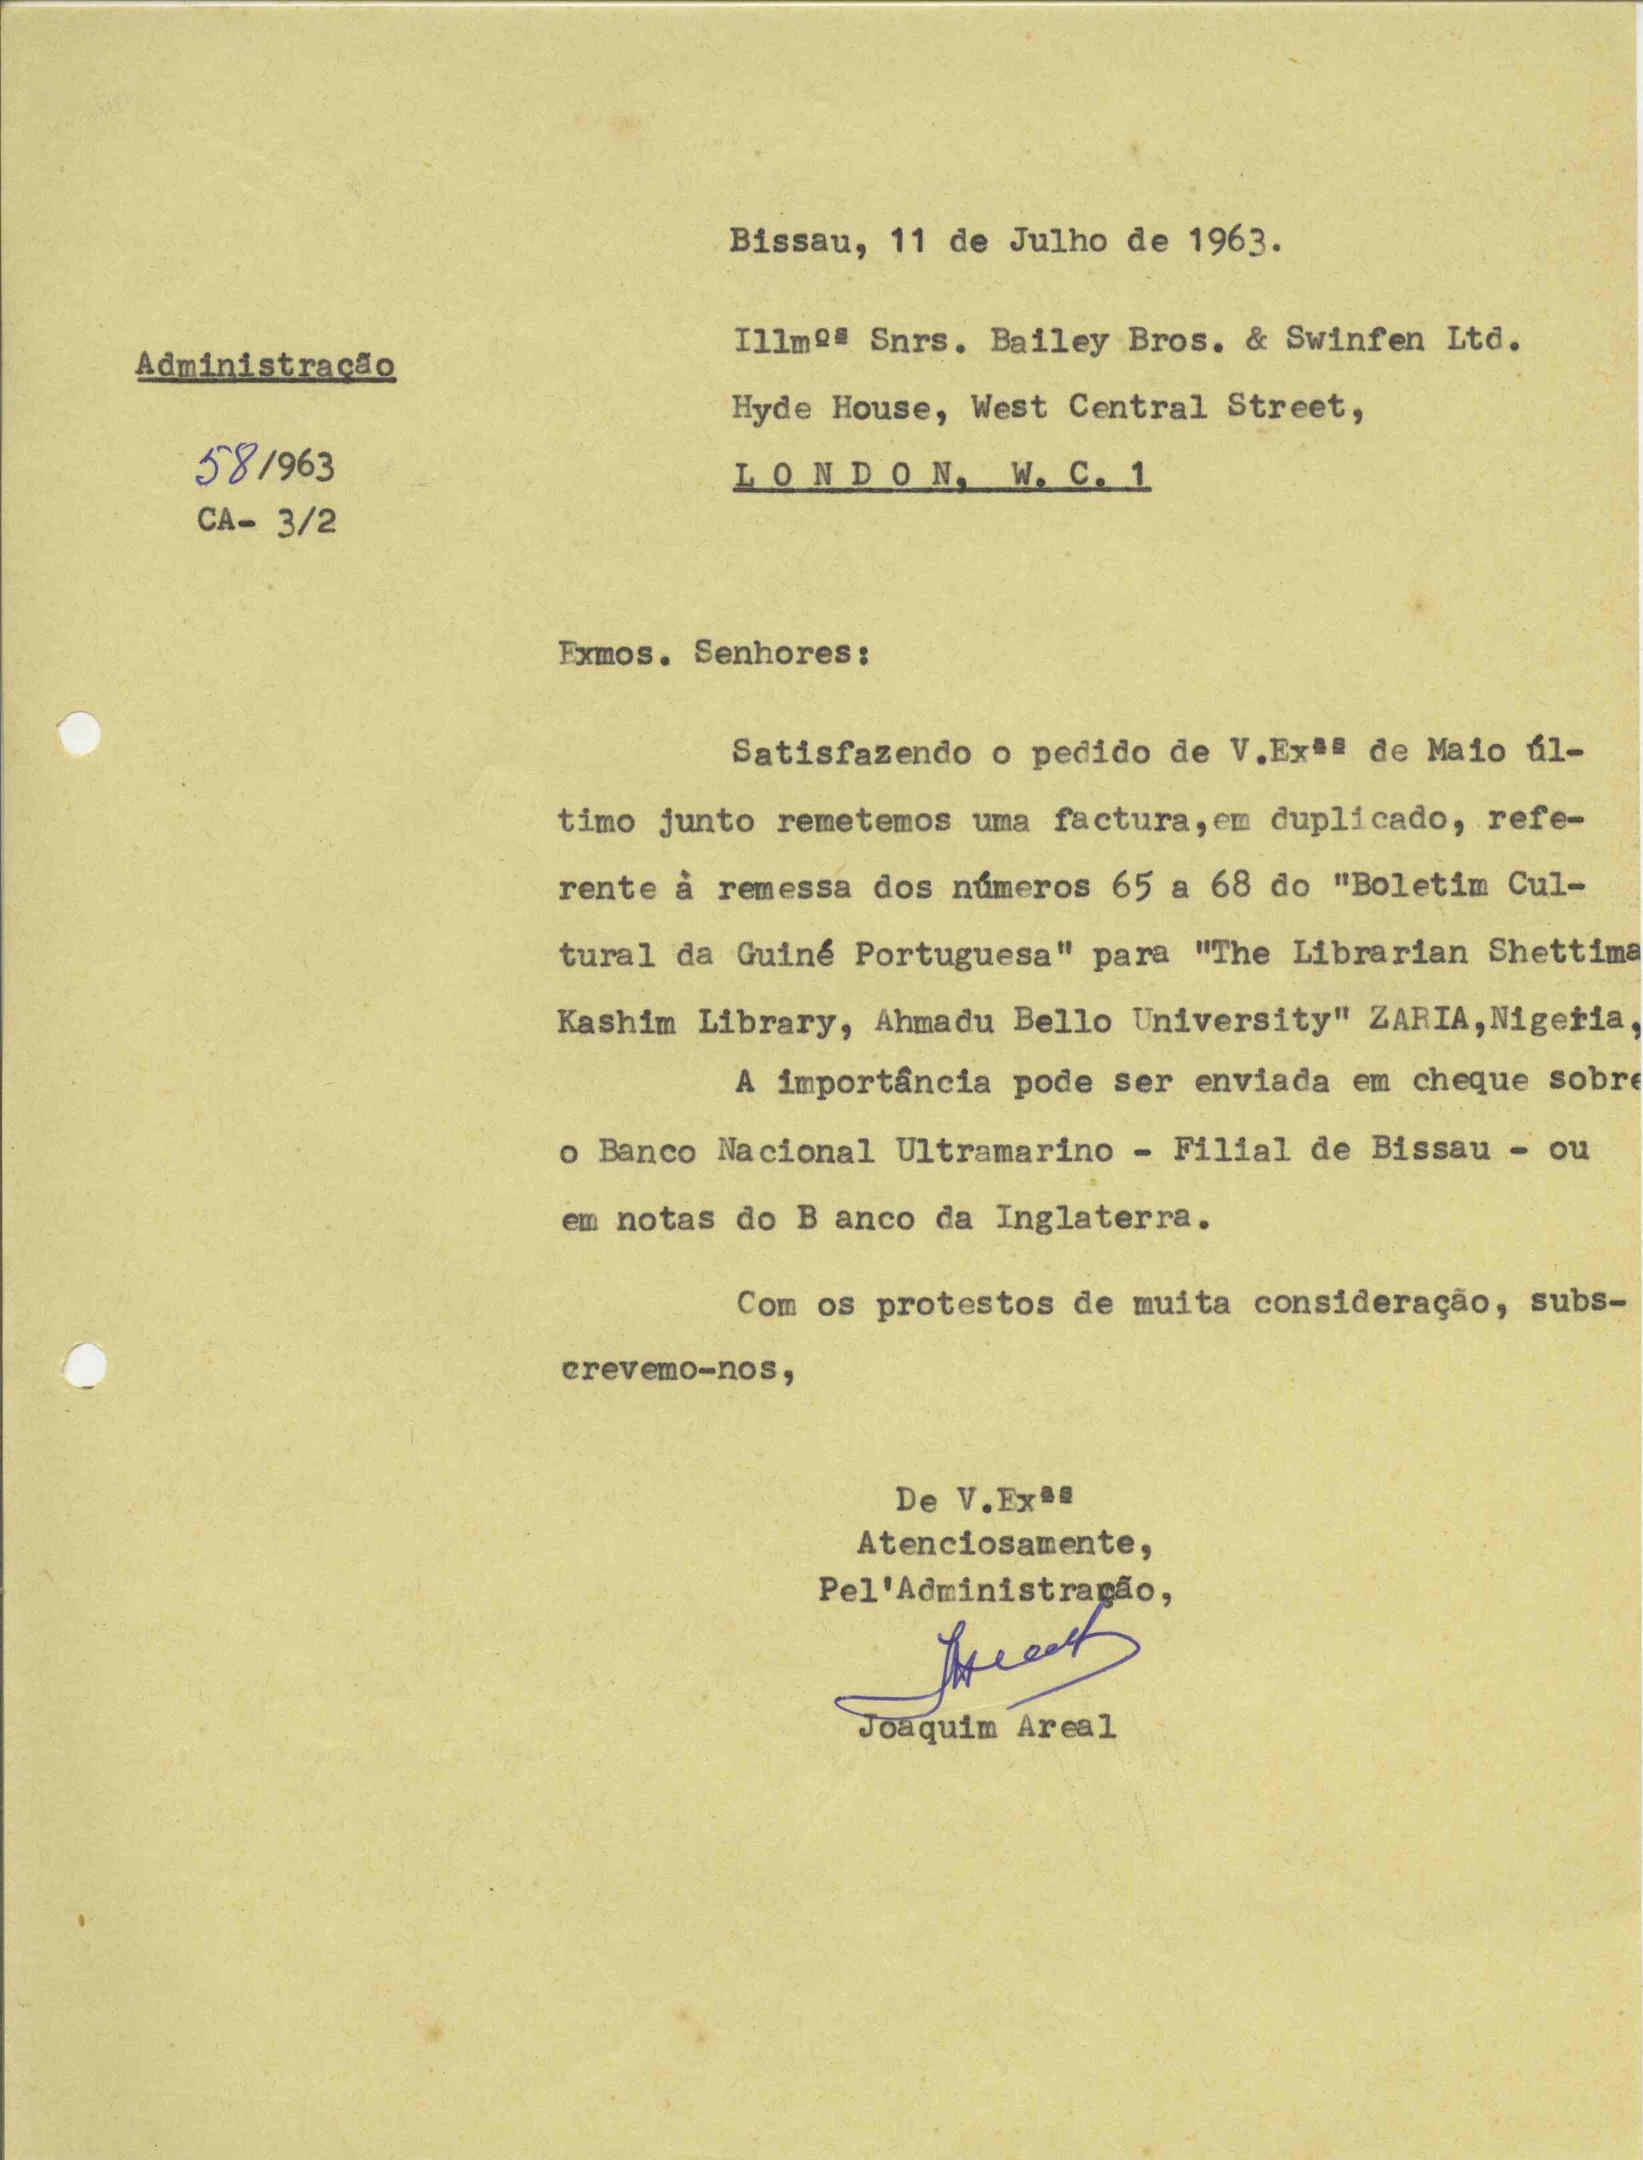 Bissau, 11 de Julho de 1963.
Administração
58/963
CA- 3/2
Illmºs Snrs. Bailey Bros. & Swinfen Ltd.
Hyde House, West Central Street,
L O N D O N, W. C. 1
Exmos. Senhores:
Satisfazendo o pedido de V.Exªs de Maio úl-
timo junto remetemos uma factura,em duplicado, refe-
rente à remessa dos números 65 a 68 do "Boletim Cul-
tural da Guiné Portuguesa" para "The Librarian Shettima
Kashim Library, Ahmadu Bello University" ZARIA,Nigeria,
A importância pode ser enviada em cheque sobre
o Banco Nacional Ultramarino - Filial de Bissau - ou
em notas do B anco da Inglaterra.
Com os protestos de muita consideração, subs-
crevemo-nos,
De V.Exªs
Atenciosamente,
Pel'Administração,
Joaquim Areal